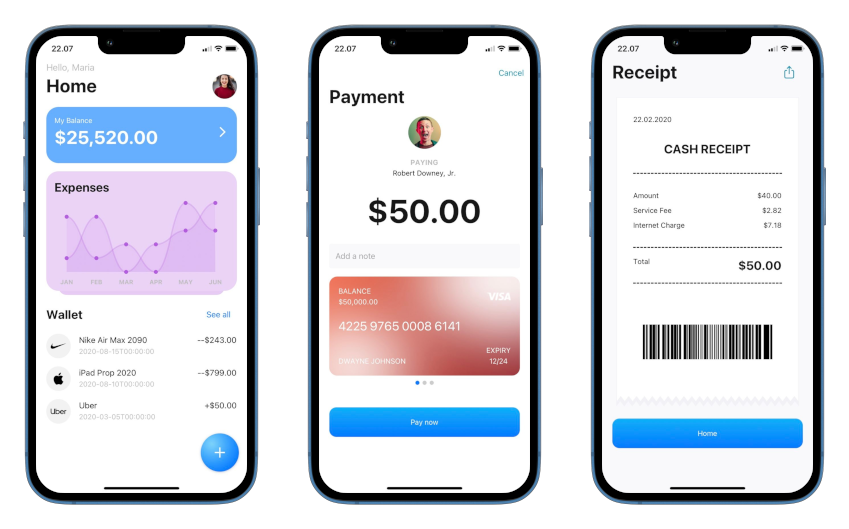 22.07
Hello, Maria
Home
My Balance
$25,520.00
Expenses
JAN FEB MAR APR MAY JUN
Wallet See all
Nike Air Max 2090 --$243.00
2020-08-15T00:00:00
iPad Prop 2020 --$799.00
2020-08-10T00:00:00
Uber Uber +$50.00
2020-03-05T00:00:00
+
22.07
Cancel
Payment
PAYING
Robert Downey, Jr.
$50.00
Add a note
BALANCE
$50,000.00 VISA
4225 9765 0008 6141
EXPIRY
DWAYNE JOHNSON 12/24
Pay now
22.07
Receipt
22.02.2020
CASH RECEIPT
Amount $40.00
Service Fee $2.82
Internet Charge $7.18
Total $50.00
Home